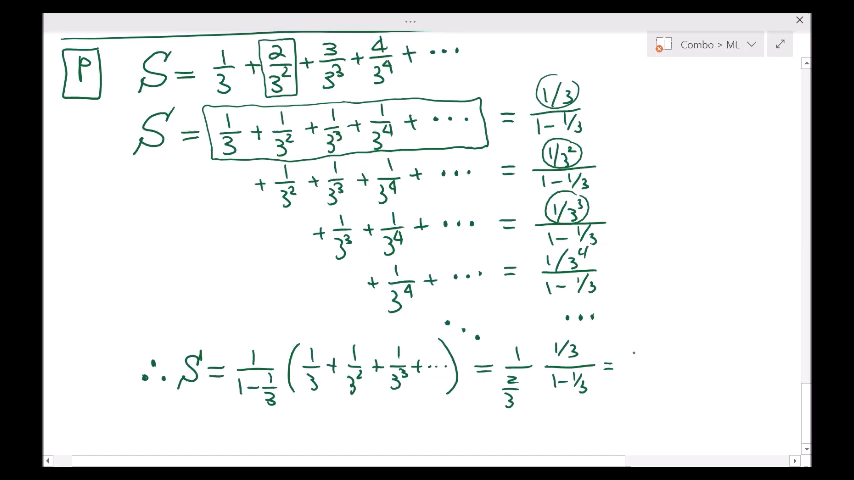 Combo > ML
P S = 1/3 + 2/3² + 3/3³ + 4/3⁴ + ⋯
S = 1/3 + 1/3² + 1/3³ + 1/3⁴ + ⋯ = (1/3)/(1 - 1/3)
+ 1/3² + 1/3³ + 1/3⁴ + ⋯ = (1/3²)/(1 - 1/3)
+ 1/3³ + 1/3⁴ + ⋯ = (1/3³)/(1 - 1/3)
+ 1/3⁴ + ⋯ = (1/3⁴)/(1 - 1/3)
⋱ ⋯
∴ S = 1/(1 - 1/3) (1/3 + 1/3² + 1/3³ + ⋯) = 1/(2/3) (1/3)/(1 - 1/3) =